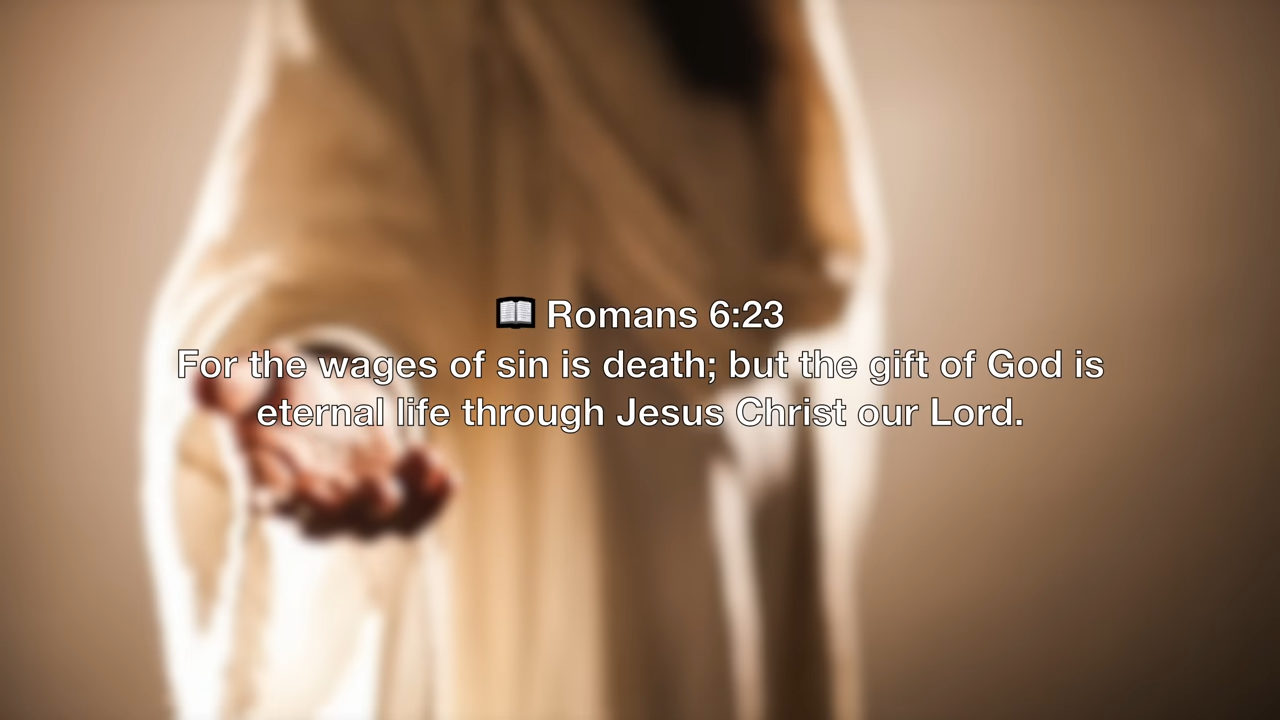 📖 Romans 6:23
For the wages of sin is death; but the gift of God is
eternal life through Jesus Christ our Lord.